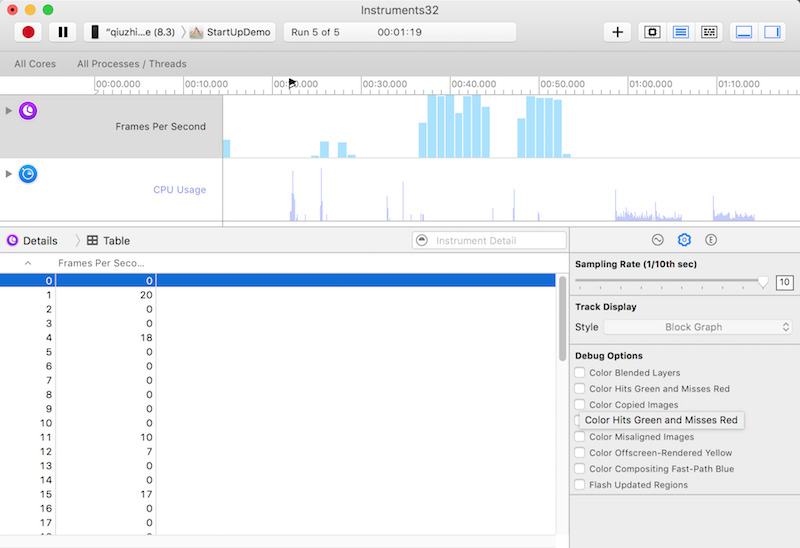 Instruments32
"qiuzhi...e (8.3) StartUpDemo
Run 5 of 5 00:01:19
All Cores All Processes / Threads
00:00.000 00:10.000 00:30.000 00:40.000 00:50.000 01:00.000 01:10.000
Frames Per Second
CPU Usage
Details Table
Instrument Detail
E
Frames Per Seco...
0 0
1 20
2 0
3 0
4 18
5 0
6 0
7 0
8 0
9 0
10 0
11 10
12 7
13 0
14 0
15 17
16 0
17 0
Sampling Rate (1/10th sec)
10
Track Display
Style Block Graph
Debug Options
Color Blended Layers
Color Hits Green and Misses Red
Color Copied Images
Color Hits Green and Misses Red
Color Misaligned Images
Color Offscreen-Rendered Yellow
Color Compositing Fast-Path Blue
Flash Updated Regions